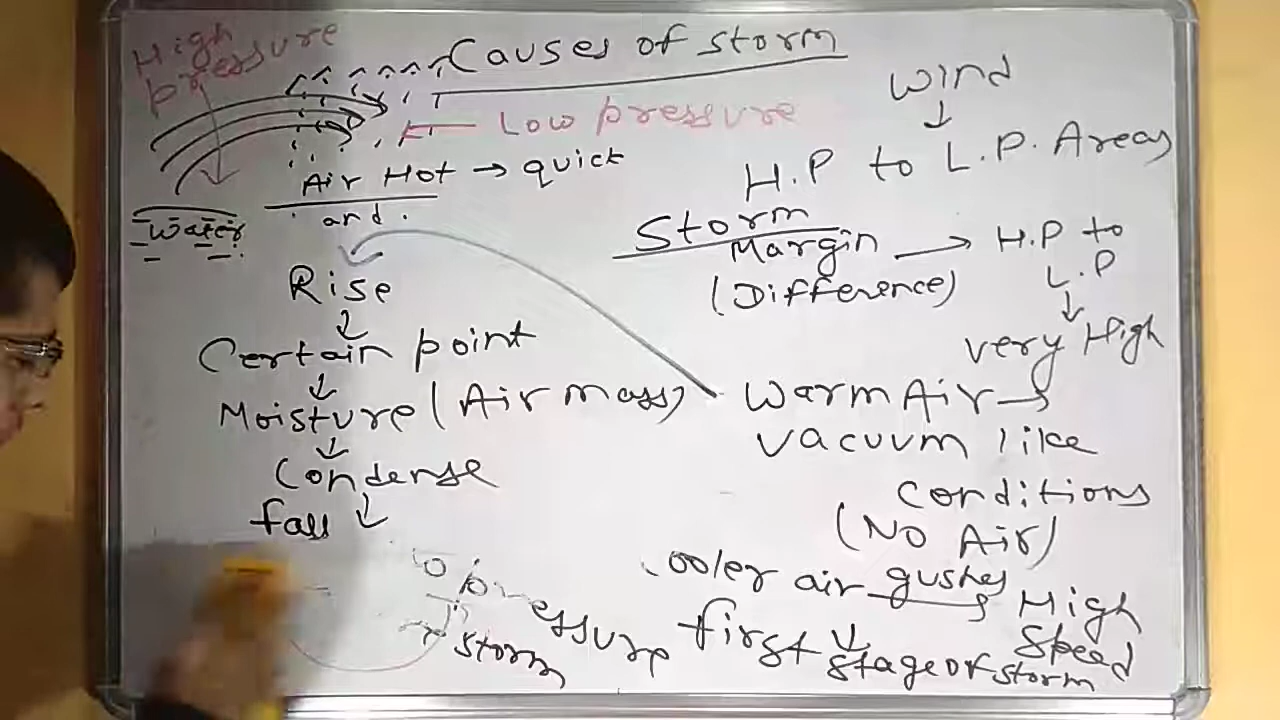 High
pressure
Causes of storm
Low pressure
Air Hot → quick
and
Water
Rise
↓
Certain point
↓
Moisture (Air mass)
↓
Condense
↓
fall
pressure
storm
Wind
↓
H.P to L.P. Areas
Storm
Margin → H.P to
(Difference) L.P
↓
very High
Warm Air →
vacuum like
conditions
(No Air)
ooler air gushes → High
Speed
first ↓
stage of storm